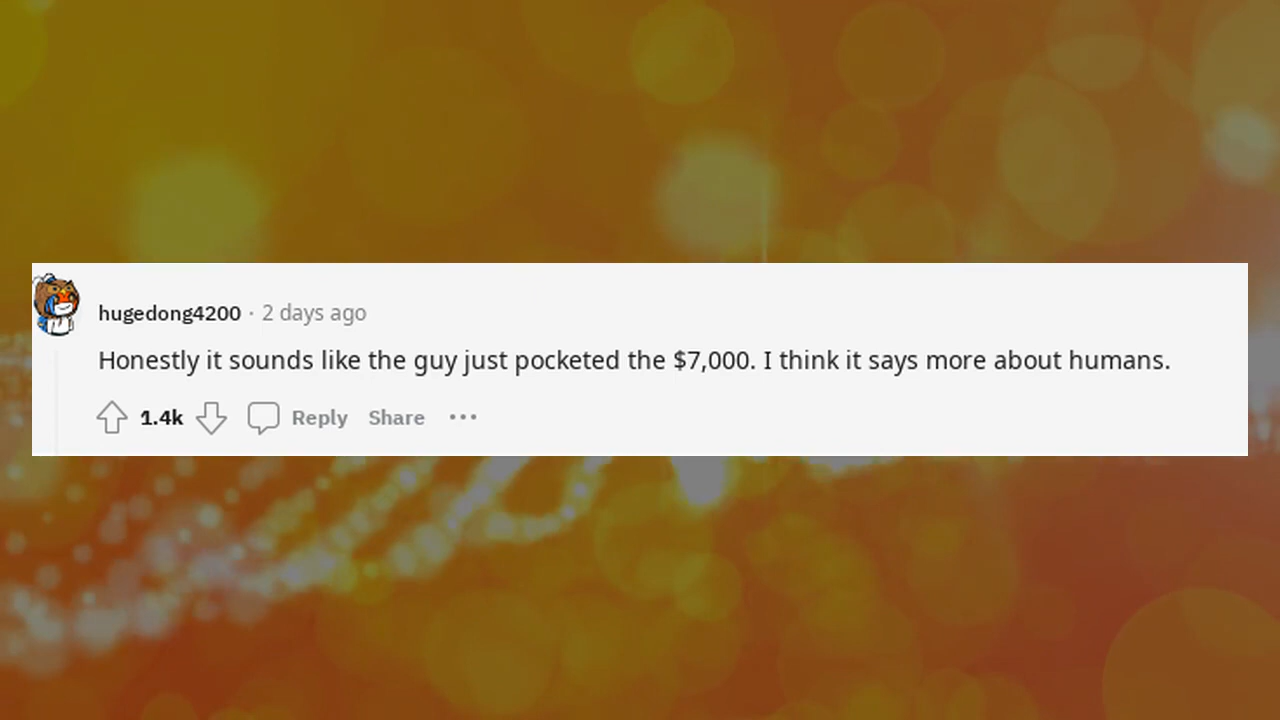 hugedong4200 · 2 days ago
Honestly it sounds like the guy just pocketed the $7,000. I think it says more about humans.
1.4k Reply Share •••